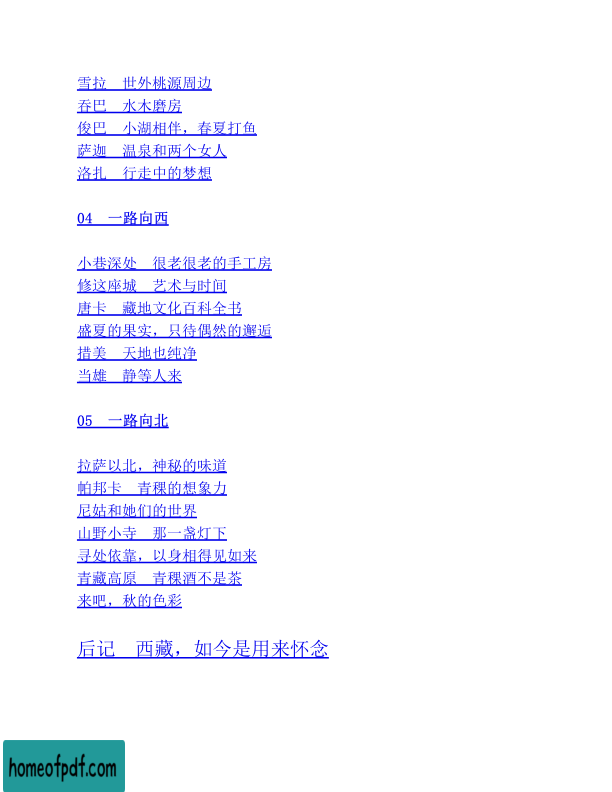 雪拉　世外桃源周边
吞巴　水木磨房
俊巴　小湖相伴，春夏打鱼
萨迦　温泉和两个女人
洛扎　行走中的梦想
04　一路向西
小巷深处　很老很老的手工房
修这座城　艺术与时间
唐卡　藏地文化百科全书
盛夏的果实，只待偶然的邂逅
措美　天地也纯净
当雄　静等人来
05　一路向北
拉萨以北，神秘的味道
帕邦卡　青稞的想象力
尼姑和她们的世界
山野小寺　那一盏灯下
寻处依靠，以身相得见如来
青藏高原　青稞酒不是茶
来吧，秋的色彩
后记　西藏，如今是用来怀念
homeofpdf.com